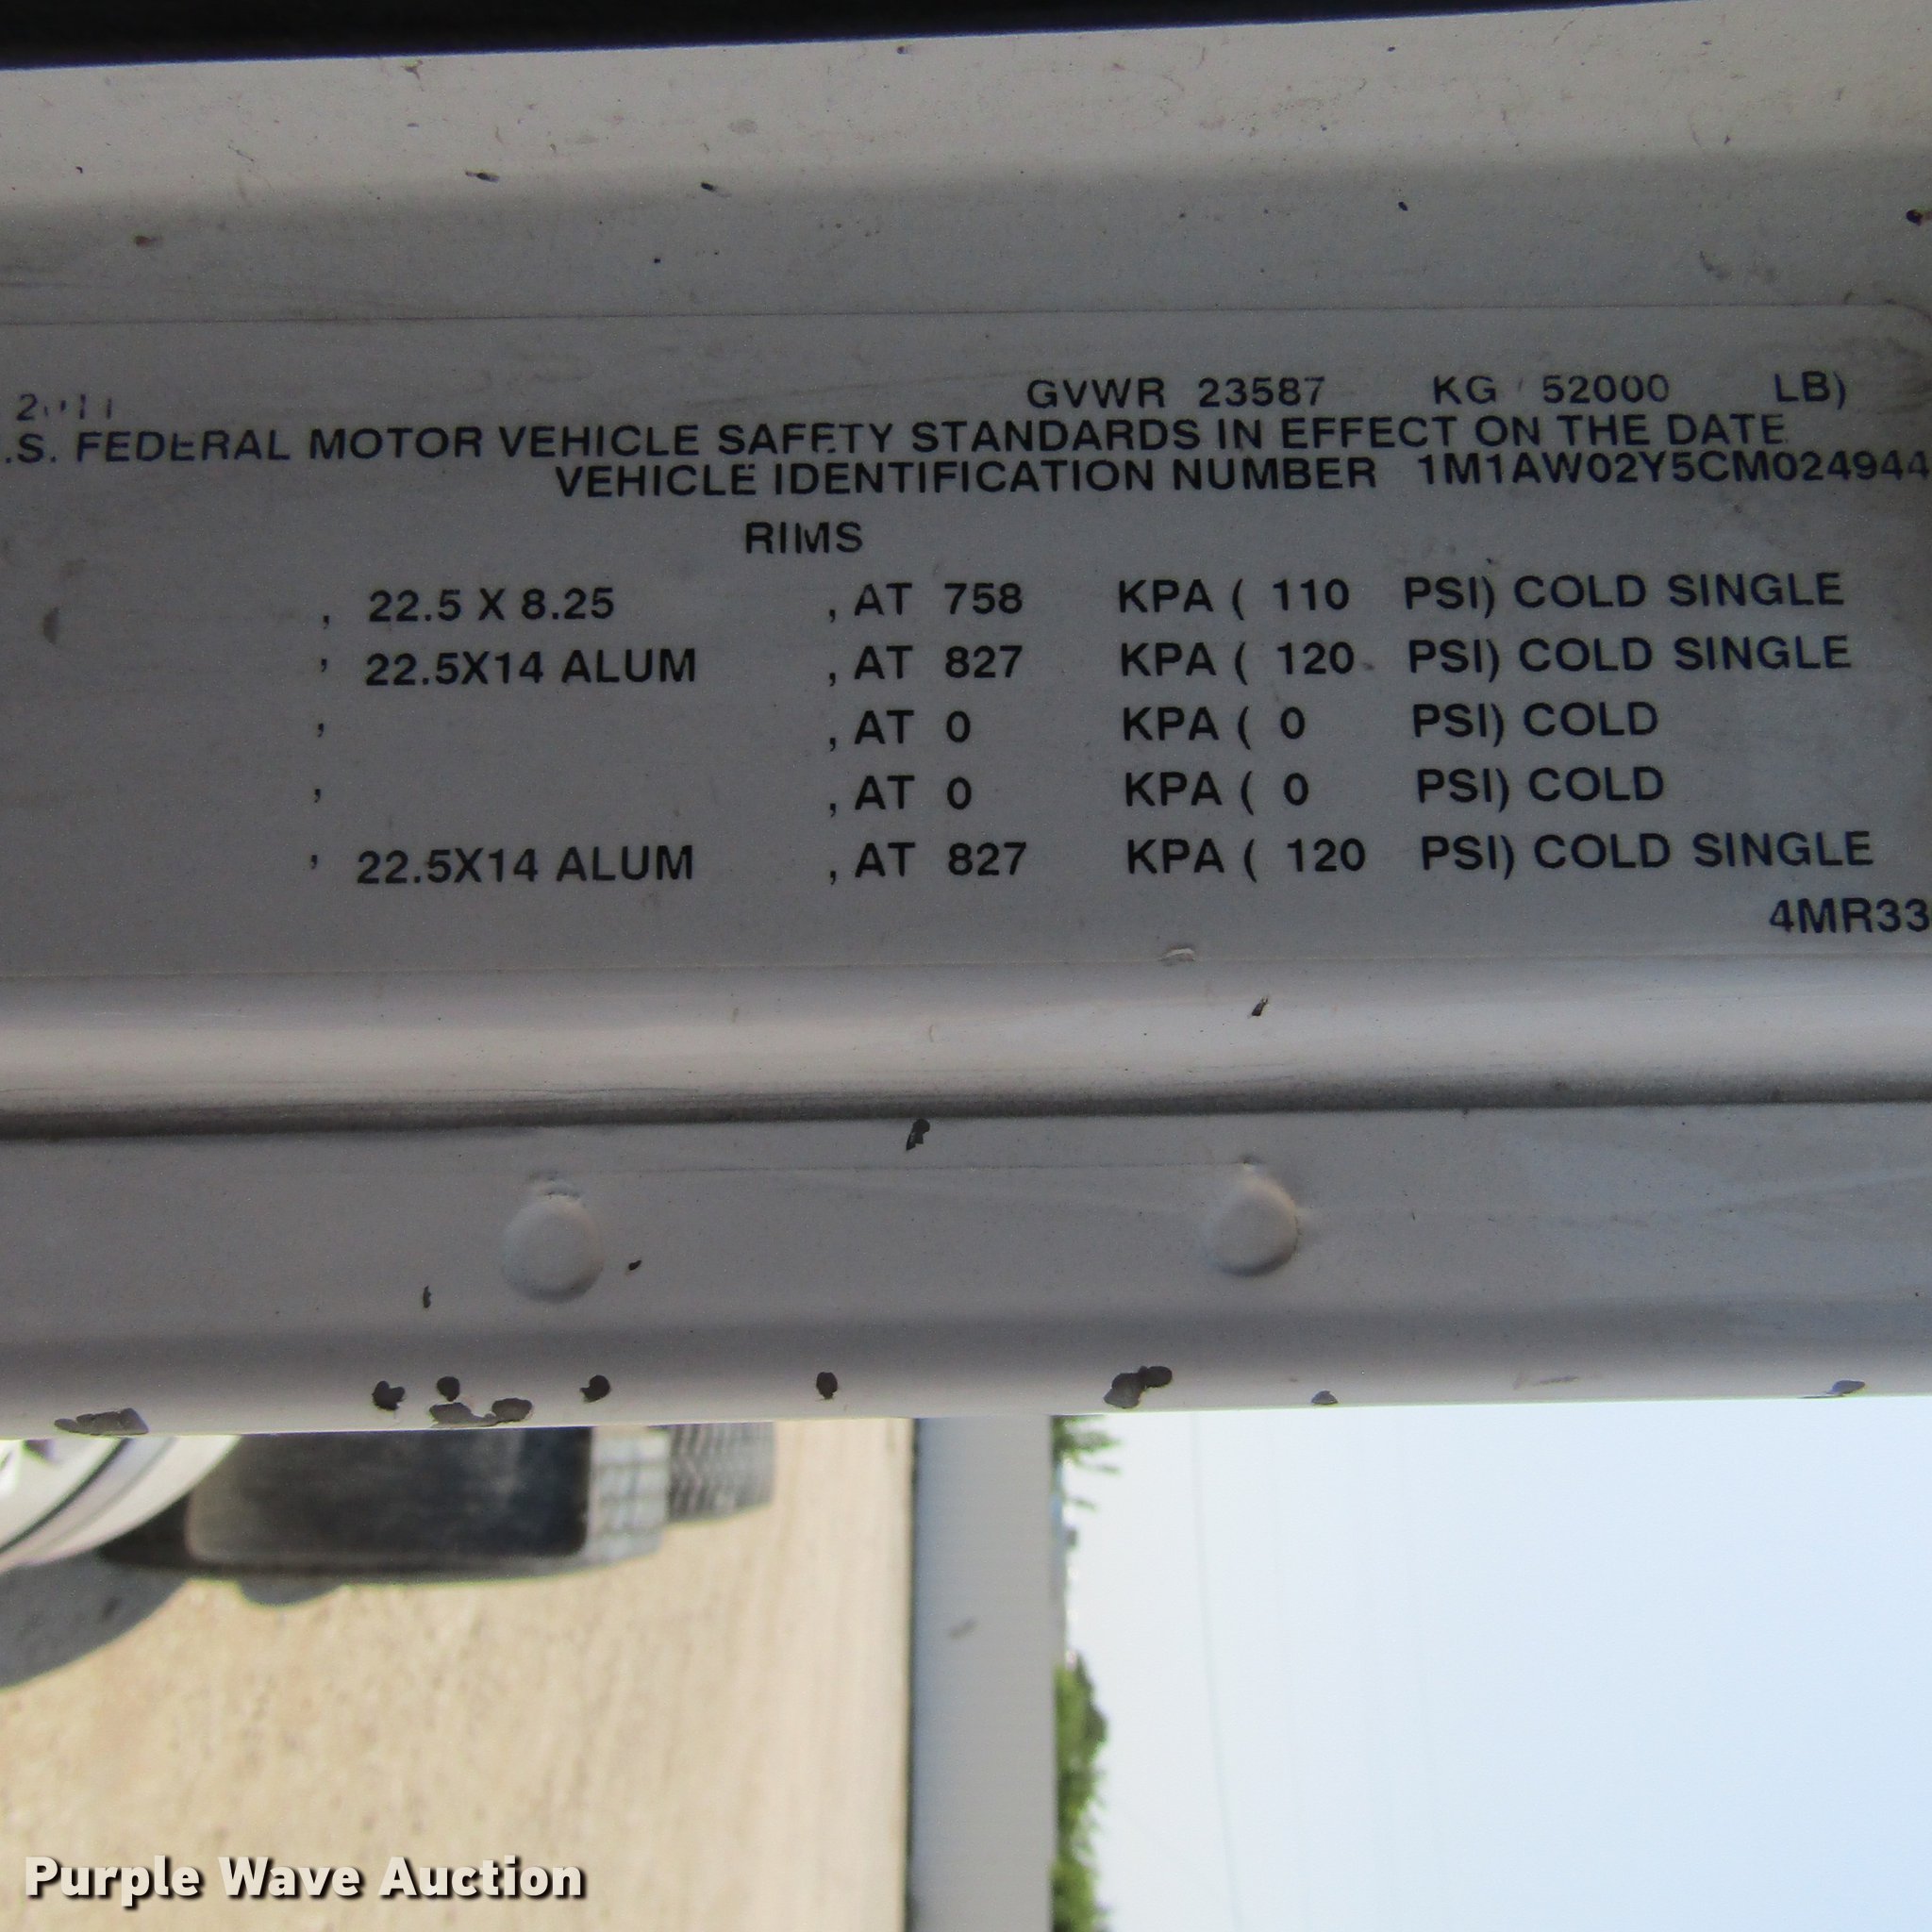 2011
GVWR 23587 KG 52000 LB)
.S. FEDERAL MOTOR VEHICLE SAFETY STANDARDS IN EFFECT ON THE DATE
VEHICLE IDENTIFICATION NUMBER 1M1AW02Y5CM024944
RIMS
, 22.5 X 8.25 , AT 758 KPA ( 110 PSI) COLD SINGLE
, 22.5X14 ALUM , AT 827 KPA ( 120 PSI) COLD SINGLE
, , AT 0 KPA ( 0 PSI) COLD
, , AT 0 KPA ( 0 PSI) COLD
, 22.5X14 ALUM , AT 827 KPA ( 120 PSI) COLD SINGLE
4MR33
Purple Wave Auction